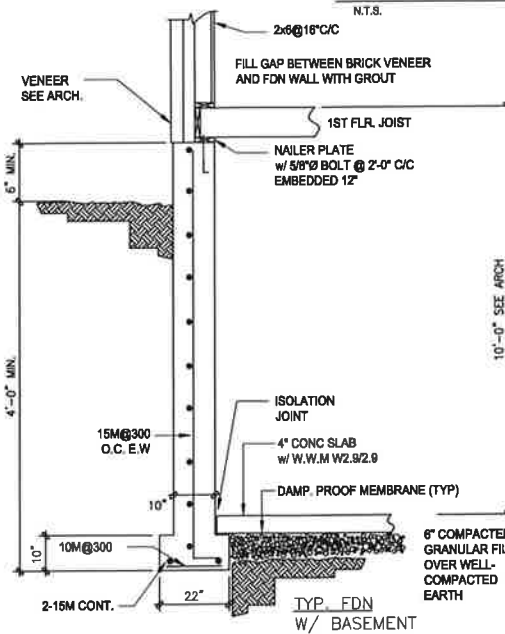 N.T.S.
2x6@16"C/C
FILL GAP BETWEEN BRICK VENEER
AND FDN WALL WITH GROUT
VENEER
SEE ARCH.
1ST FLR. JOIST
NAILER PLATE
w/ 5/8"Ø BOLT @ 2'-0" C/C
EMBEDDED 12"
6" MIN.
4'-0" MIN.
10'-0" SEE ARCH
ISOLATION
JOINT
15M@300
O.C. E.W
4" CONC SLAB
w/ W.W.M W2.9/2.9
DAMP. PROOF MEMBRANE (TYP)
10"
10"
10M@300
6" COMPACTED
GRANULAR FIL
OVER WELL-
COMPACTED
EARTH
2-15M CONT.
22"
TYP. FDN
W/ BASEMENT